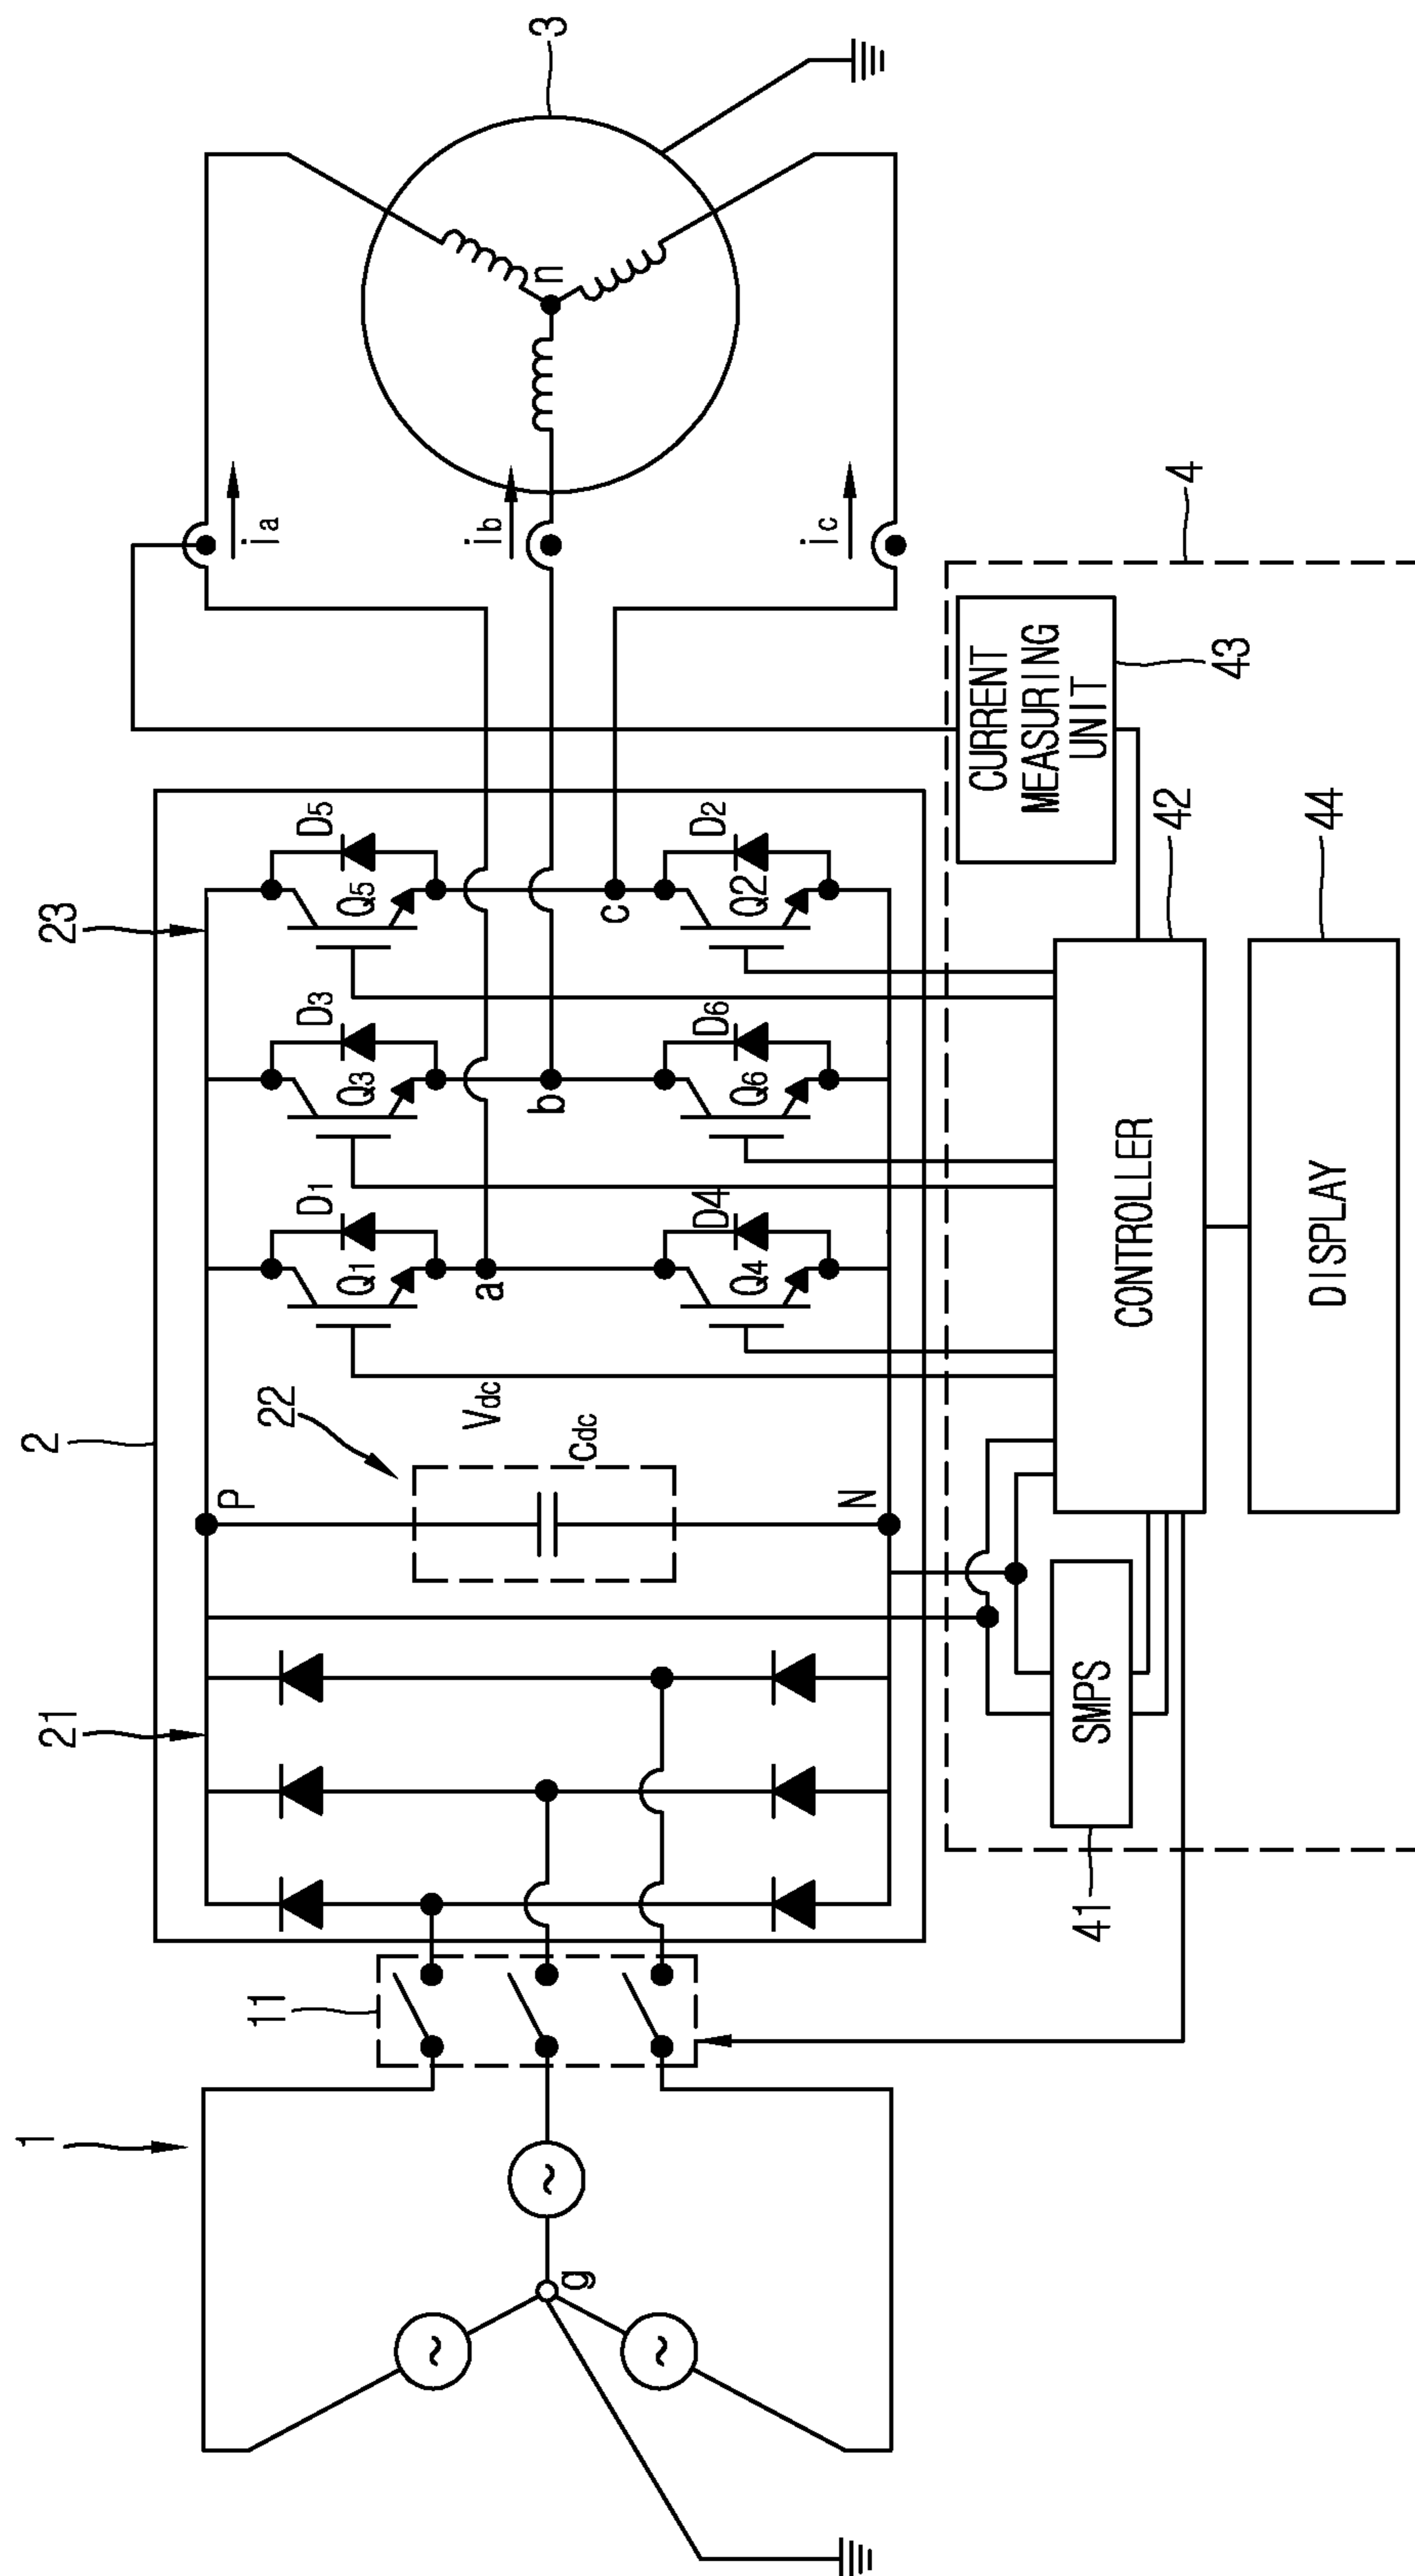 1
g
11
2
21
22
P
N
Vdc
Cdc
23
D1
Q1
D3
Q3
D5
Q5
a
b
c
D4
Q4
D6
Q6
D2
Q2
ia
ib
ic
3
n
4
CURRENT
MEASURING
UNIT
43
CONTROLLER
42
DISPLAY
44
SMPS
41